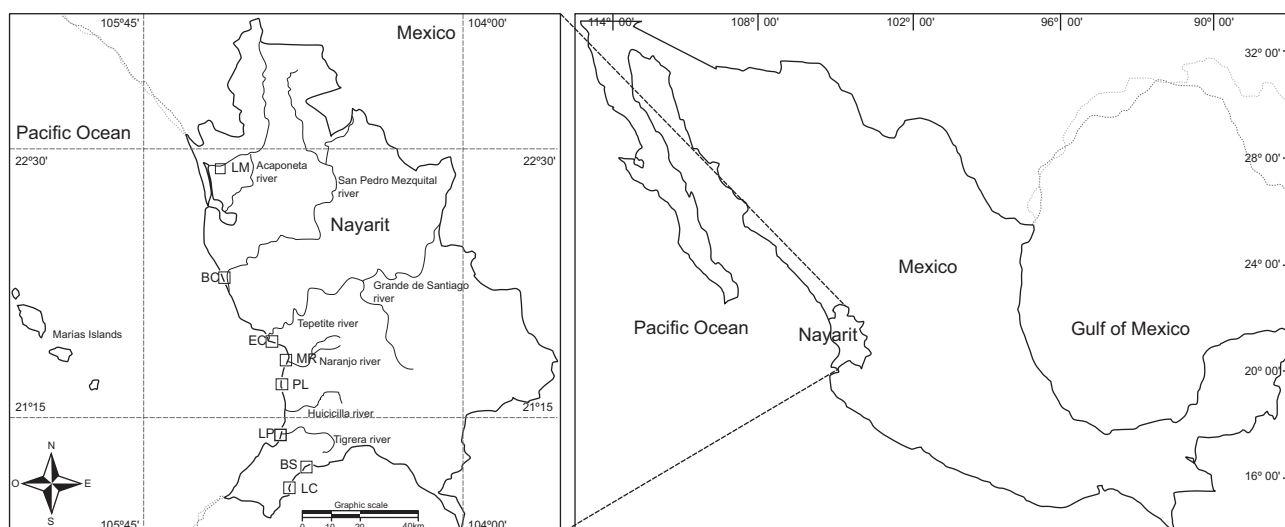 105º45'
Mexico
104º00'
Pacific Ocean
22º30'
22º30'
LM
Acaponeta
river
San Pedro Mezquital
river
Nayarit
BC
Grande de Santiago
river
Marías Islands
Tepetite river
EC
MR
Naranjo river
PL
21º15'
Huicicilla river
21º15'
LP
Tigrera river
BS
LC
N
O
E
S
Graphic scale
0
10
20
40km
105º45'
104º00'
114º 00'
108º 00'
102º 00'
96º 00'
90º 00'
32º 00'
28º 00'
24º 00'
20º 00'
16º 00'
Mexico
Pacific Ocean
Nayarit
Gulf of Mexico